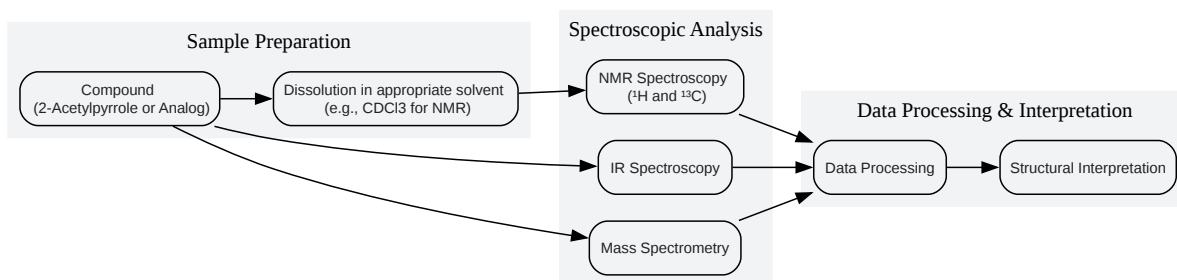 Sample Preparation
Compound
(2-Acetylpyrrole or Analog)
Dissolution in appropriate solvent
(e.g., CDCl3 for NMR)
Spectroscopic Analysis
NMR Spectroscopy
(¹H and ¹³C)
IR Spectroscopy
Mass Spectrometry
Data Processing & Interpretation
Data Processing
Structural Interpretation